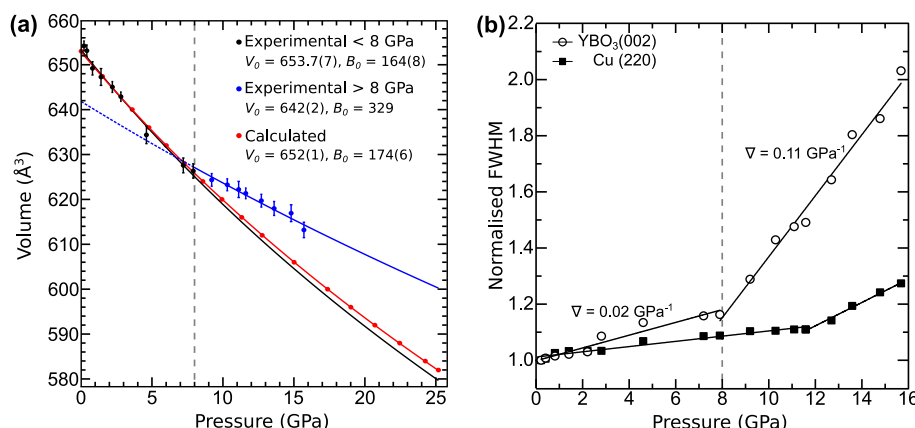 (a)
Experimental < 8 GPa
V₀ = 653.7(7), B₀ = 164(8)
Experimental > 8 GPa
V₀ = 642(2), B₀ = 329
Calculated
V₀ = 652(1), B₀ = 174(6)
Volume (Å³)
660
650
640
630
620
610
600
590
580
0 5 10 15 20 25
Pressure (GPa)
(b)
YBO₃(002)
Cu (220)
∇ = 0.11 GPa⁻¹
∇ = 0.02 GPa⁻¹
Normalised FWHM
2.2
2.0
1.8
1.6
1.4
1.2
1.0
0 2 4 6 8 10 12 14 16
Pressure (GPa)